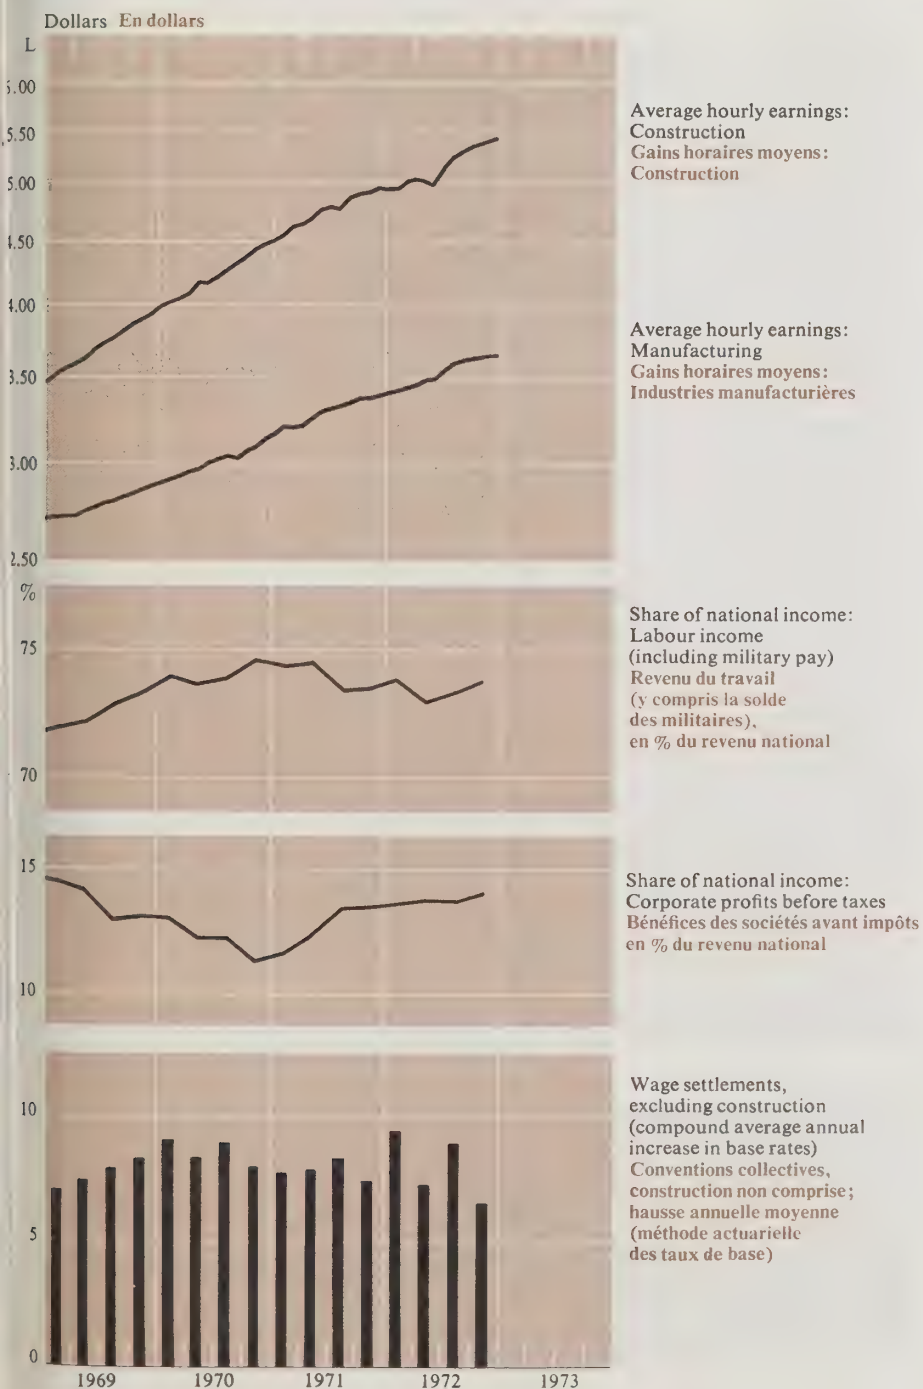 Dollars En dollars
L
.00
5.50
5.00
.50
4.00
3.50
3.00
2.50
Average hourly earnings:
Construction
Gains horaires moyens:
Construction
Average hourly earnings:
Manufacturing
Gains horaires moyens:
Industries manufacturières
%
75
70
Share of national income:
Labour income
(including military pay)
Revenu du travail
(y compris la solde
des militaires),
en % du revenu national
15
10
Share of national income:
Corporate profits before taxes
Bénéfices des sociétés avant impôts
en % du revenu national
10
5
0
Wage settlements,
excluding construction
(compound average annual
increase in base rates)
Conventions collectives,
construction non comprise;
hausse annuelle moyenne
(méthode actuarielle
des taux de base)
1969 1970 1971 1972 1973